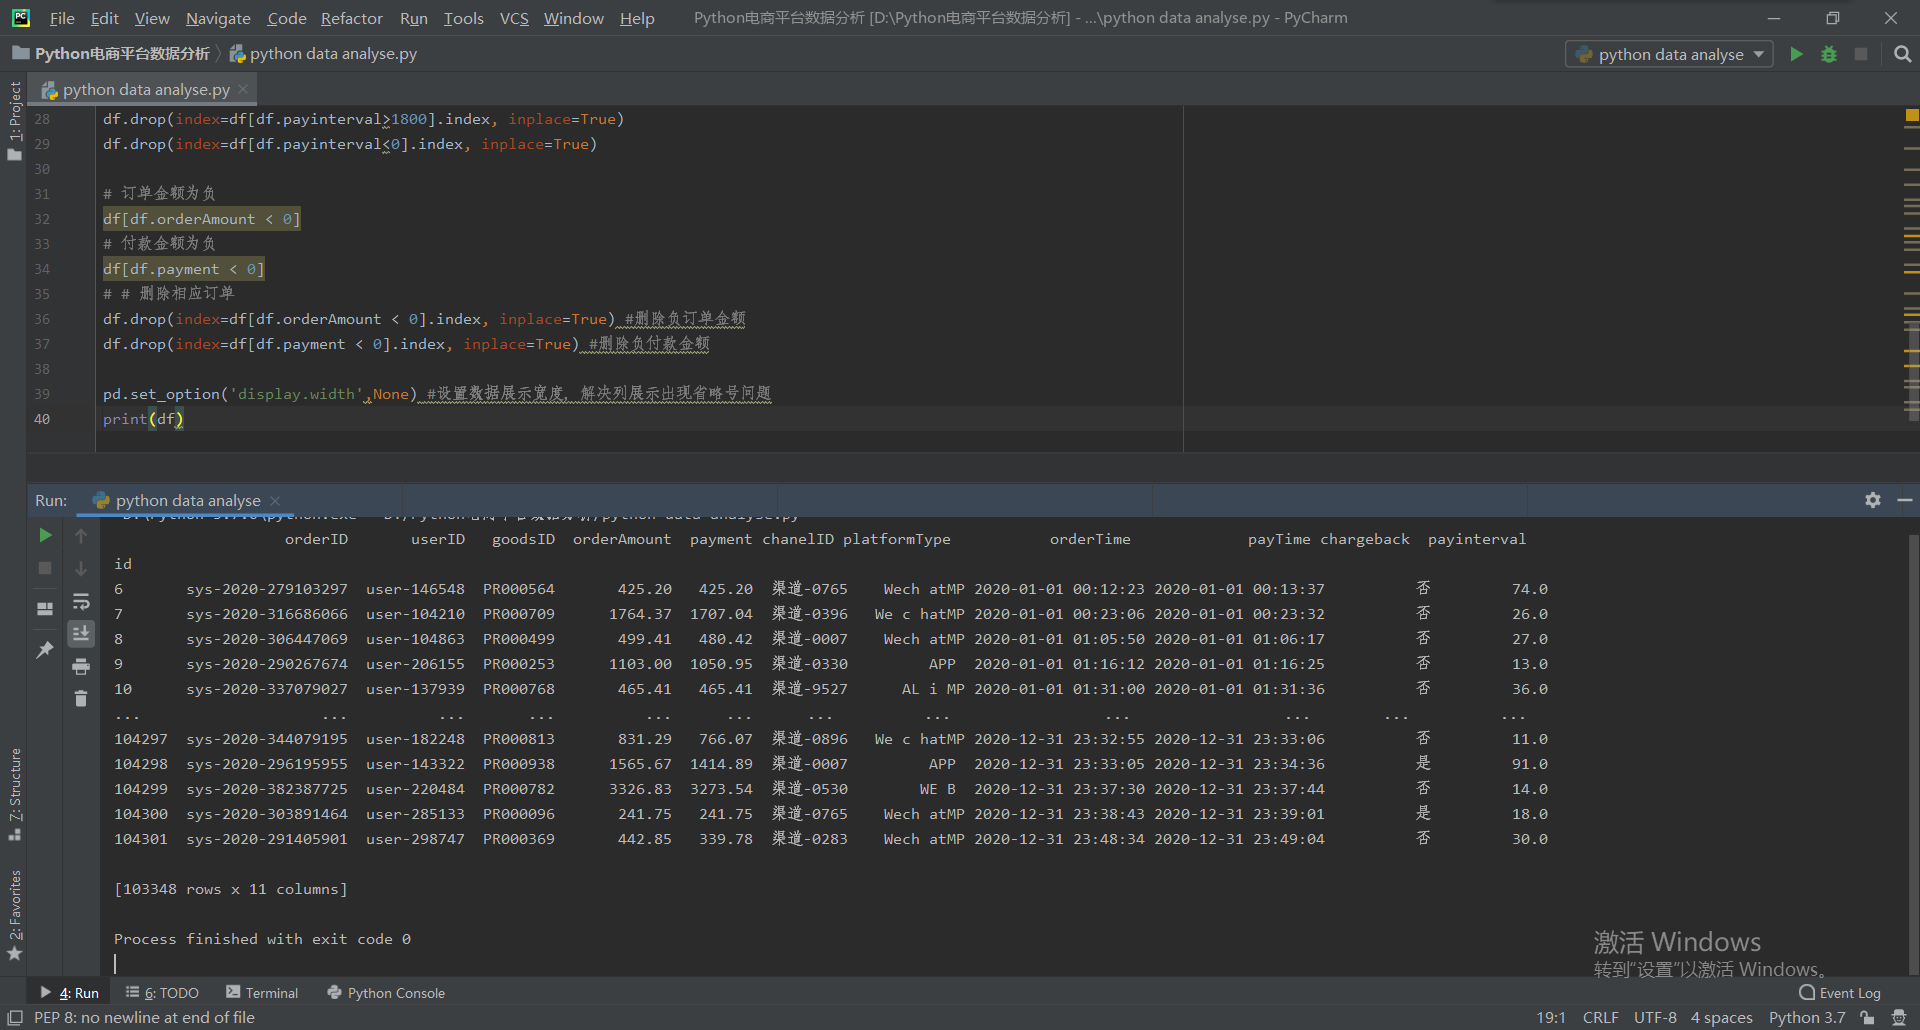 File Edit View Navigate Code Refactor Run Tools VCS Window Help Python电商平台数据分析 [D:\Python电商平台数据分析] - ...\python data analyse.py - PyCharm
Python电商平台数据分析 python data analyse.py python data analyse
python data analyse.py
1: Project
28 df.drop(index=df[df.payinterval>1800].index, inplace=True)
29 df.drop(index=df[df.payinterval<0].index, inplace=True)
30
31 # 订单金额为负
32 df[df.orderAmount < 0]
33 # 付款金额为负
34 df[df.payment < 0]
35 # # 删除相应订单
36 df.drop(index=df[df.orderAmount < 0].index, inplace=True) #删除负订单金额
37 df.drop(index=df[df.payment < 0].index, inplace=True) #删除负付款金额
38
39 pd.set_option('display.width',None) #设置数据展示宽度, 解决列展示出现省略号问题
40 print(df)
Run: python data analyse
D:\Python 3.7.0\python.exe D:/Python电商平台数据分析/python data analyse.py
orderID userID goodsID orderAmount payment chanelID platformType orderTime payTime chargeback payinterval
id
6 sys-2020-279103297 user-146548 PR000564 425.20 425.20 渠道-0765 Wech atMP 2020-01-01 00:12:23 2020-01-01 00:13:37 否 74.0
7 sys-2020-316686066 user-104210 PR000709 1764.37 1707.04 渠道-0396 We c hatMP 2020-01-01 00:23:06 2020-01-01 00:23:32 否 26.0
8 sys-2020-306447069 user-104863 PR000499 499.41 480.42 渠道-0007 Wech atMP 2020-01-01 01:05:50 2020-01-01 01:06:17 否 27.0
9 sys-2020-290267674 user-206155 PR000253 1103.00 1050.95 渠道-0330 APP 2020-01-01 01:16:12 2020-01-01 01:16:25 否 13.0
10 sys-2020-337079027 user-137939 PR000768 465.41 465.41 渠道-9527 AL i MP 2020-01-01 01:31:00 2020-01-01 01:31:36 否 36.0
... ... ... ... ... ... ... ... ... ... ... ...
104297 sys-2020-344079195 user-182248 PR000813 831.29 766.07 渠道-0896 We c hatMP 2020-12-31 23:32:55 2020-12-31 23:33:06 否 11.0
104298 sys-2020-296195955 user-143322 PR000938 1565.67 1414.89 渠道-0007 APP 2020-12-31 23:33:05 2020-12-31 23:34:36 是 91.0
104299 sys-2020-382387725 user-220484 PR000782 3326.83 3273.54 渠道-0530 WE B 2020-12-31 23:37:30 2020-12-31 23:37:44 否 14.0
104300 sys-2020-303891464 user-285133 PR000096 241.75 241.75 渠道-0765 Wech atMP 2020-12-31 23:38:43 2020-12-31 23:39:01 是 18.0
104301 sys-2020-291405901 user-298747 PR000369 442.85 339.78 渠道-0283 Wech atMP 2020-12-31 23:48:34 2020-12-31 23:49:04 否 30.0
[103348 rows x 11 columns]
Process finished with exit code 0
7: Structure
2: Favorites
激活 Windows
转到“设置”以激活 Windows。
4: Run 6: TODO Terminal Python Console Event Log
PEP 8: no newline at end of file 19:1 CRLF UTF-8 4 spaces Python 3.7